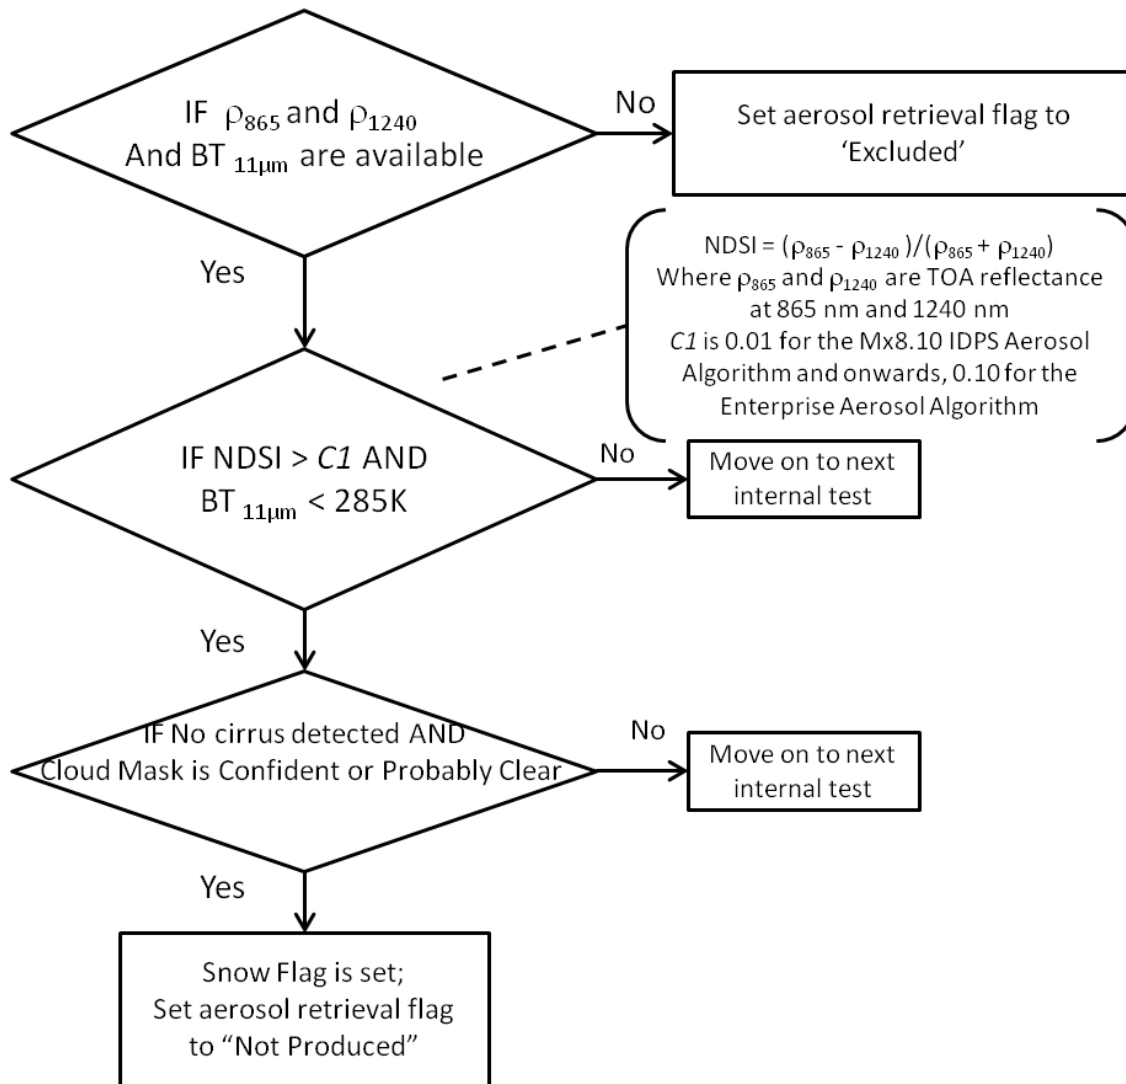 IF ρ865 and ρ1240
And BT 11μm are available
No
Set aerosol retrieval flag to
‘Excluded’
Yes
NDSI = (ρ865 - ρ1240 )/(ρ865 + ρ1240)
Where ρ865 and ρ1240 are TOA reflectance
at 865 nm and 1240 nm
C1 is 0.01 for the Mx8.10 IDPS Aerosol
Algorithm and onwards, 0.10 for the
Enterprise Aerosol Algorithm
IF NDSI > C1 AND
BT 11μm < 285K
No
Move on to next
internal test
Yes
IF No cirrus detected AND
Cloud Mask is Confident or Probably Clear
No
Move on to next
internal test
Yes
Snow Flag is set;
Set aerosol retrieval flag
to “Not Produced”